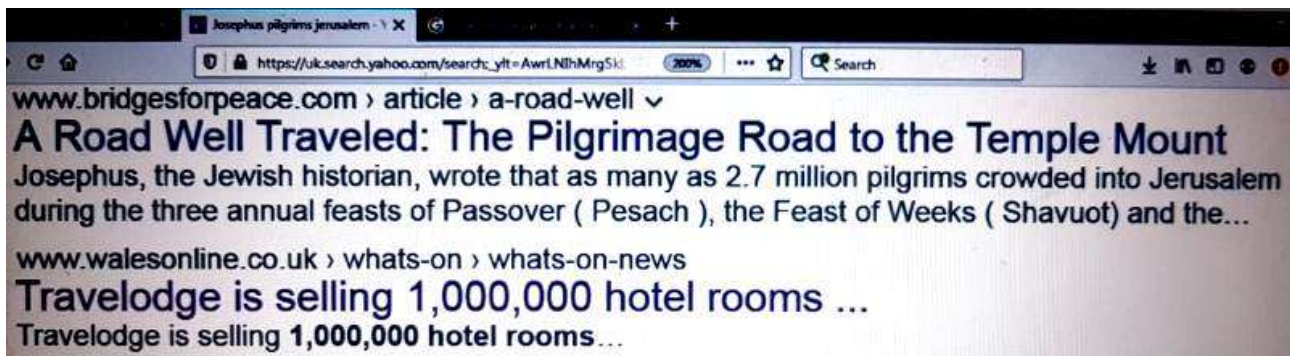 Josephus pilgrims jerusalem -
https://uk.search.yahoo.com/search;_ylt=AwrLNIhMrgSkl
200%
Search
www.bridgesforpeace.com › article › a-road-well
A Road Well Traveled: The Pilgrimage Road to the Temple Mount
Josephus, the Jewish historian, wrote that as many as 2.7 million pilgrims crowded into Jerusalem
during the three annual feasts of Passover ( Pesach ), the Feast of Weeks ( Shavuot) and the...
www.walesonline.co.uk › whats-on › whats-on-news
Travelodge is selling 1,000,000 hotel rooms ...
Travelodge is selling 1,000,000 hotel rooms...